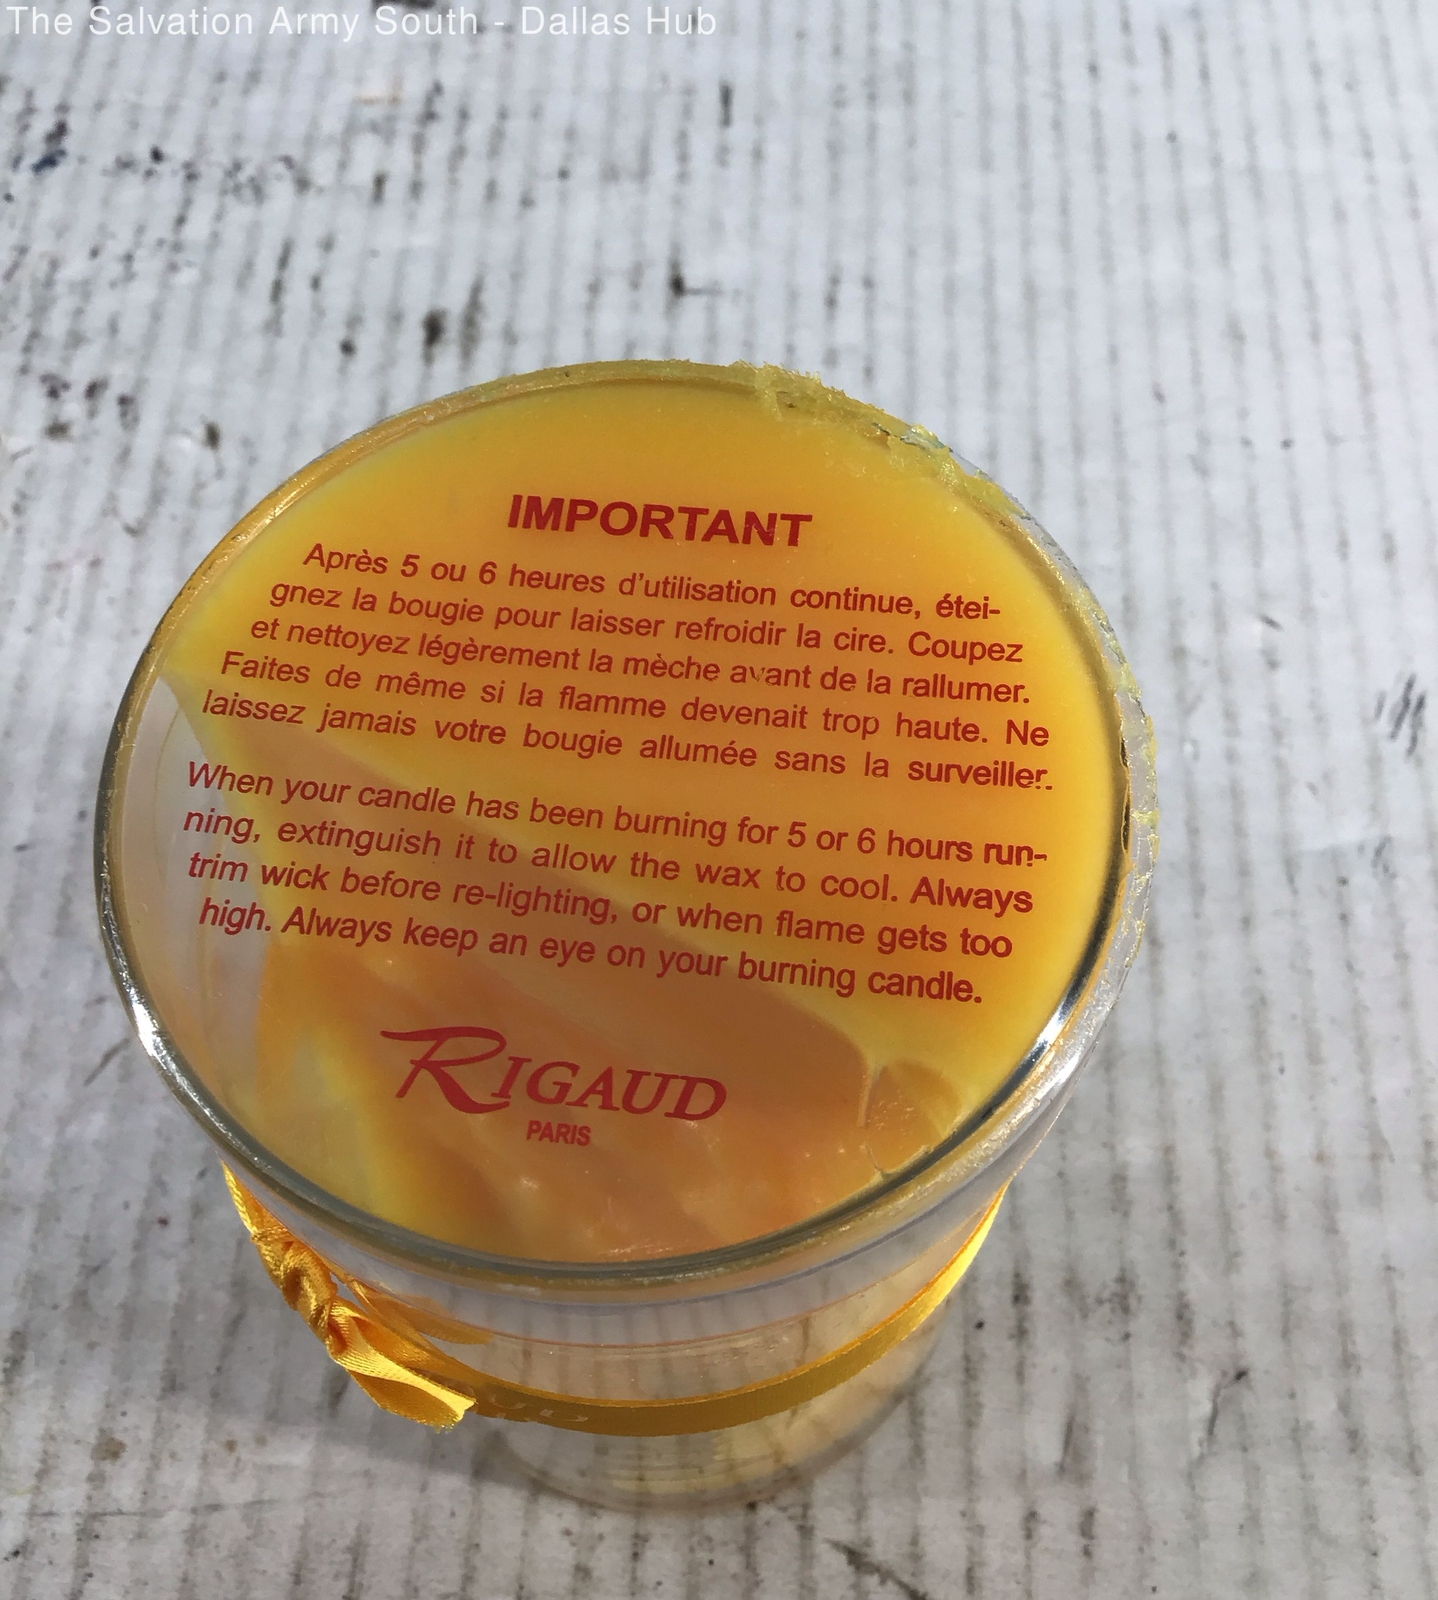 The Salvation Army South - Dallas Hub
IMPORTANT
Après 5 ou 6 heures d'utilisation continue, étei-
gnez la bougie pour laisser refroidir la cire. Coupez
et nettoyez légèrement la mèche avant de la rallumer.
Faites de même si la flamme devenait trop haute. Ne
laissez jamais votre bougie allumée sans la surveiller.
When your candle has been burning for 5 or 6 hours run-
ning, extinguish it to allow the wax to cool. Always
trim wick before re-lighting, or when flame gets too
high. Always keep an eye on your burning candle.
RIGAUD
PARIS